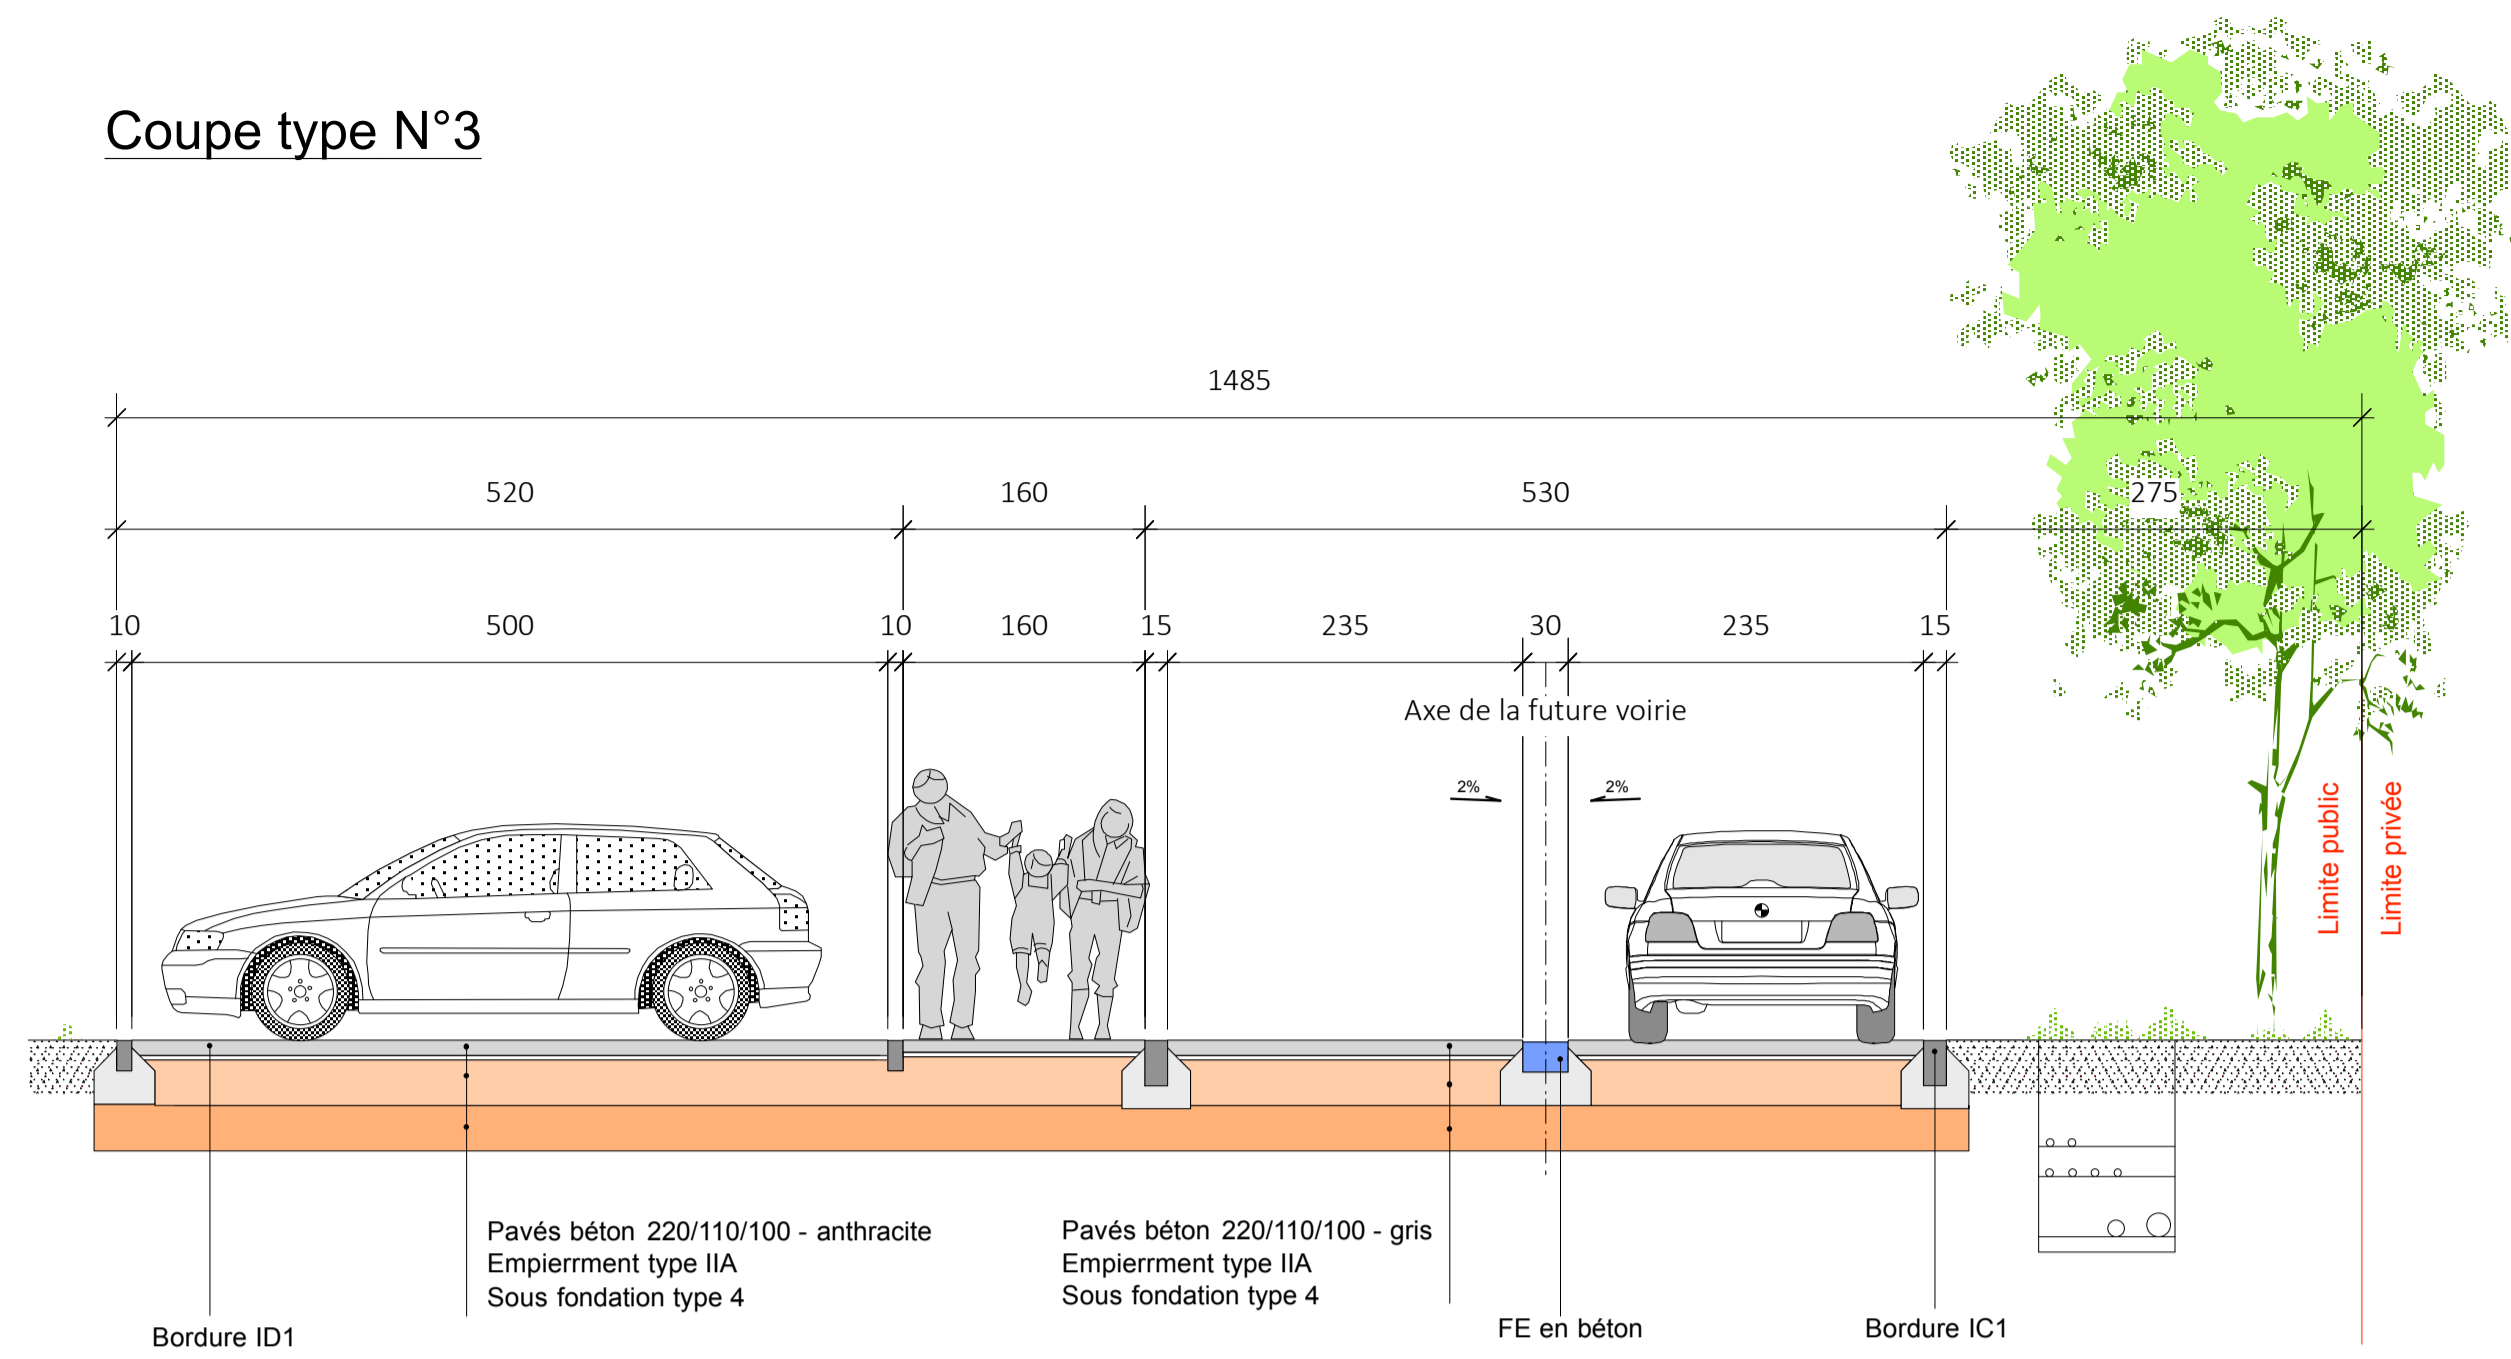 Coupe type N°3
1485
520
160
530
275
10
500
10
160
15
235
30
235
15
Axe de la future voirie
2%
2%
Limite public
Limite privée
Pavés béton 220/110/100 - anthracite
Empierrment type IIA
Sous fondation type 4
Pavés béton 220/110/100 - gris
Empierrment type IIA
Sous fondation type 4
Bordure ID1
FE en béton
Bordure IC1